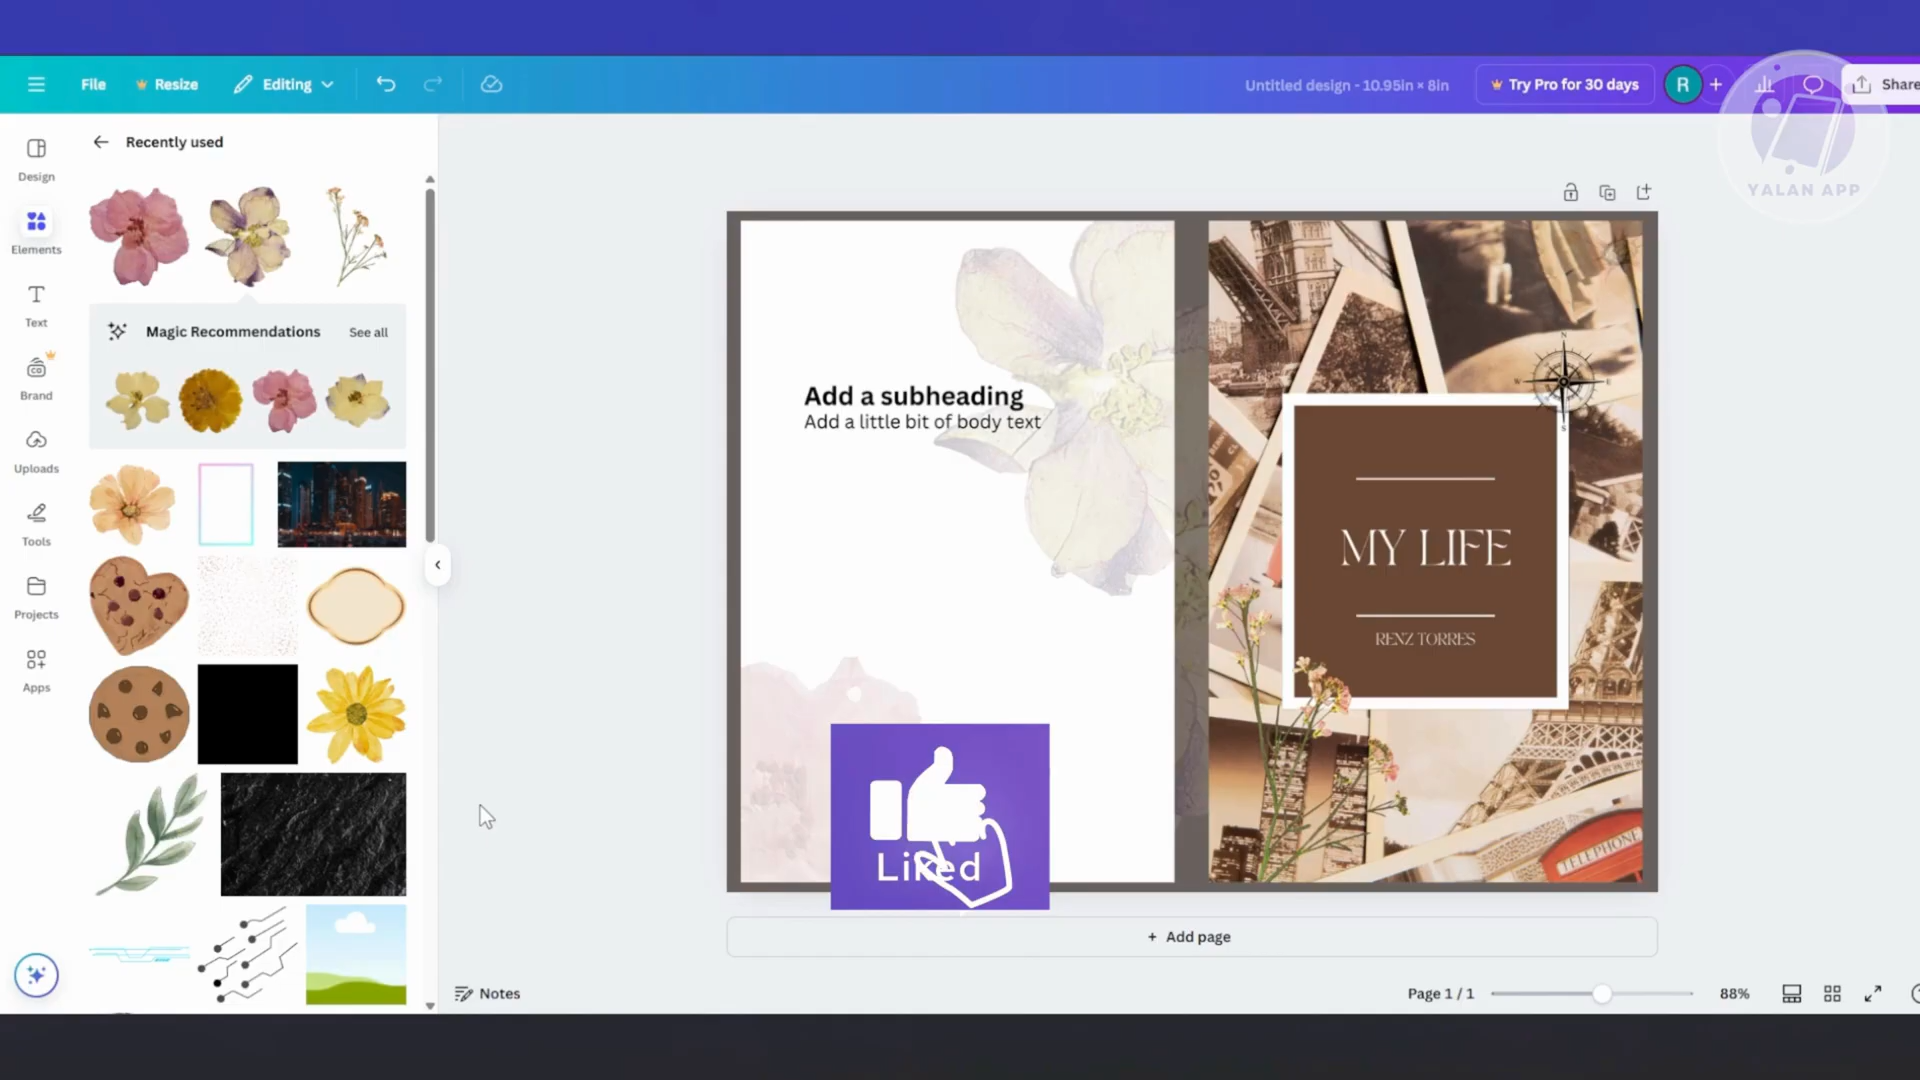 File
Resize
Editing
Untitled design - 10.95in × 8in
Try Pro for 30 days
R
Share
YALAN APP
Design
Elements
Text
Brand
Uploads
Tools
Projects
Apps
Recently used
Magic Recommendations
See all
Add a subheading
Add a little bit of body text
N
W
E
S
MY LIFE
RENZ TORRES
TELEPHONE
Liked
+ Add page
Notes
Page 1 / 1
88%